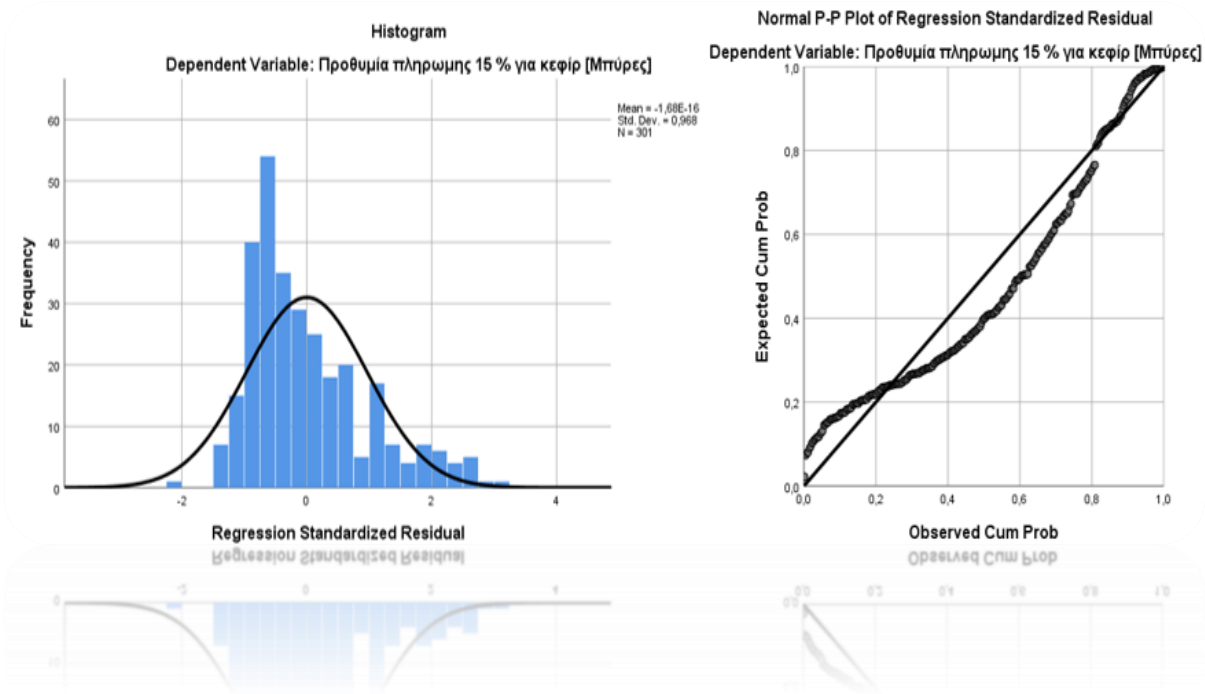 Histogram
Dependent Variable: Προθυμία πληρωμης 15 % για κεφίρ [Μπύρες]
Mean = -1,68E-16
Std. Dev. = 0,968
N = 301
Frequency
60
50
40
30
20
10
0
-2
0
2
4
Regression Standardized Residual
Normal P-P Plot of Regression Standardized Residual
Dependent Variable: Προθυμία πληρωμης 15 % για κεφίρ [Μπύρες]
Expected Cum Prob
1,0
0,8
0,6
0,4
0,2
0,0
0,0
0,2
0,4
0,6
0,8
1,0
Observed Cum Prob